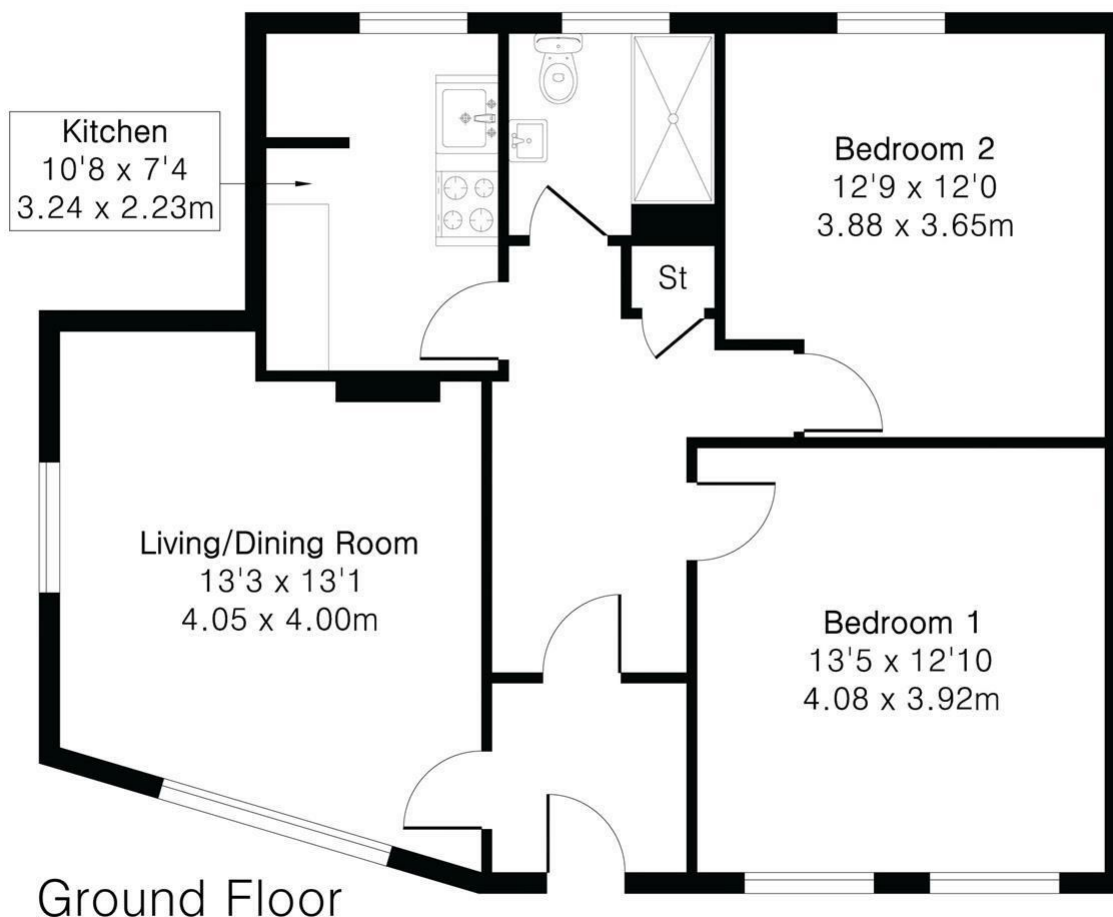 Kitchen
10'8 x 7'4
3.24 x 2.23m
Bedroom 2
12'9 x 12'0
3.88 x 3.65m
St
Living/Dining Room
13'3 x 13'1
4.05 x 4.00m
Bedroom 1
13'5 x 12'10
4.08 x 3.92m
Ground Floor